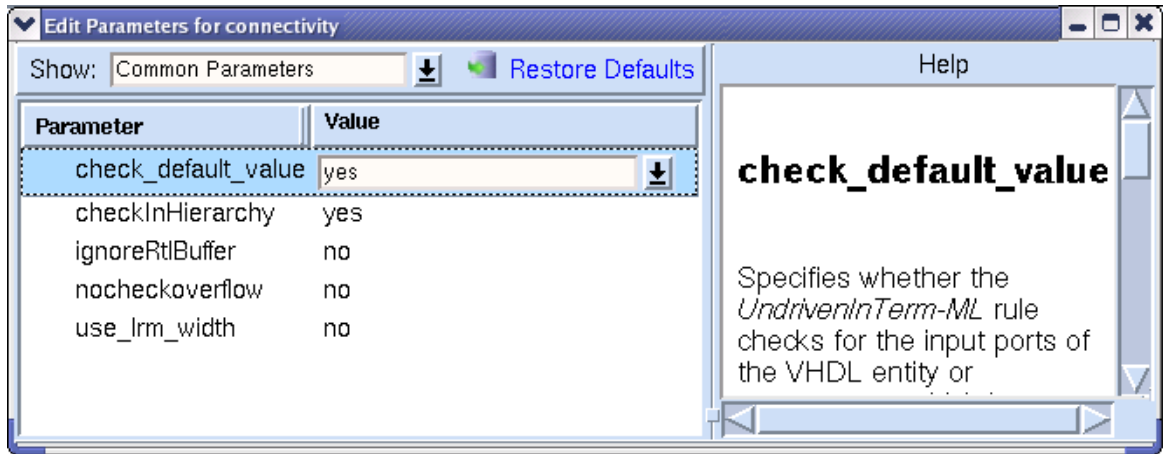 Edit Parameters for connectivity
Show: Common Parameters Restore Defaults
Parameter Value
check_default_value yes
checkInHierarchy yes
ignoreRtlBuffer no
nocheckoverflow no
use_lrm_width no
Help
check_default_value
Specifies whether the
UndrivenInTerm-ML rule
checks for the input ports of
the VHDL entity or